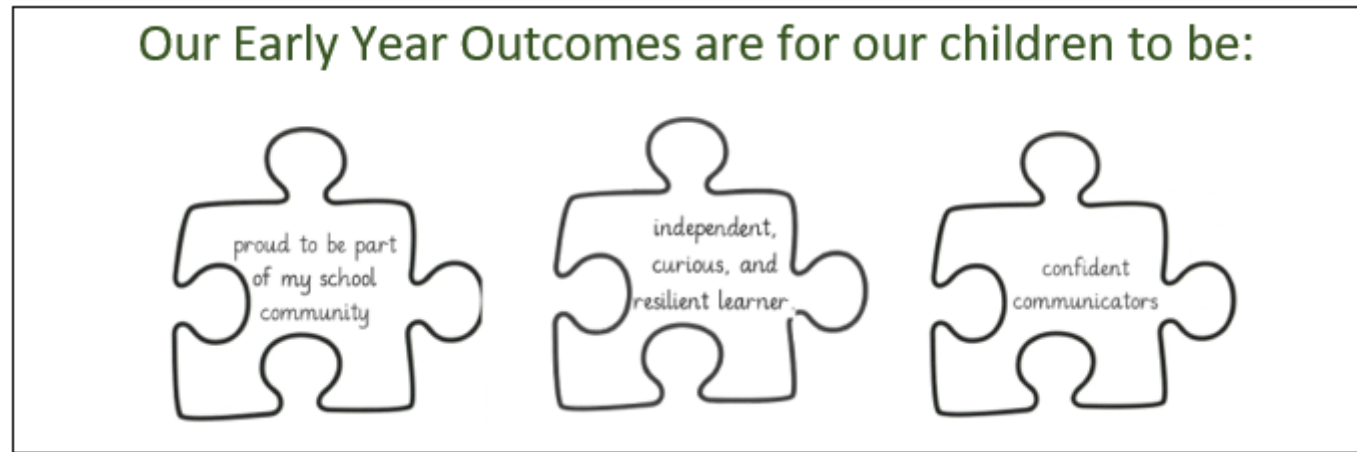 Our Early Year Outcomes are for our children to be:
proud to be part
of my school
community
independent,
curious, and
resilient learner.
confident
communicators